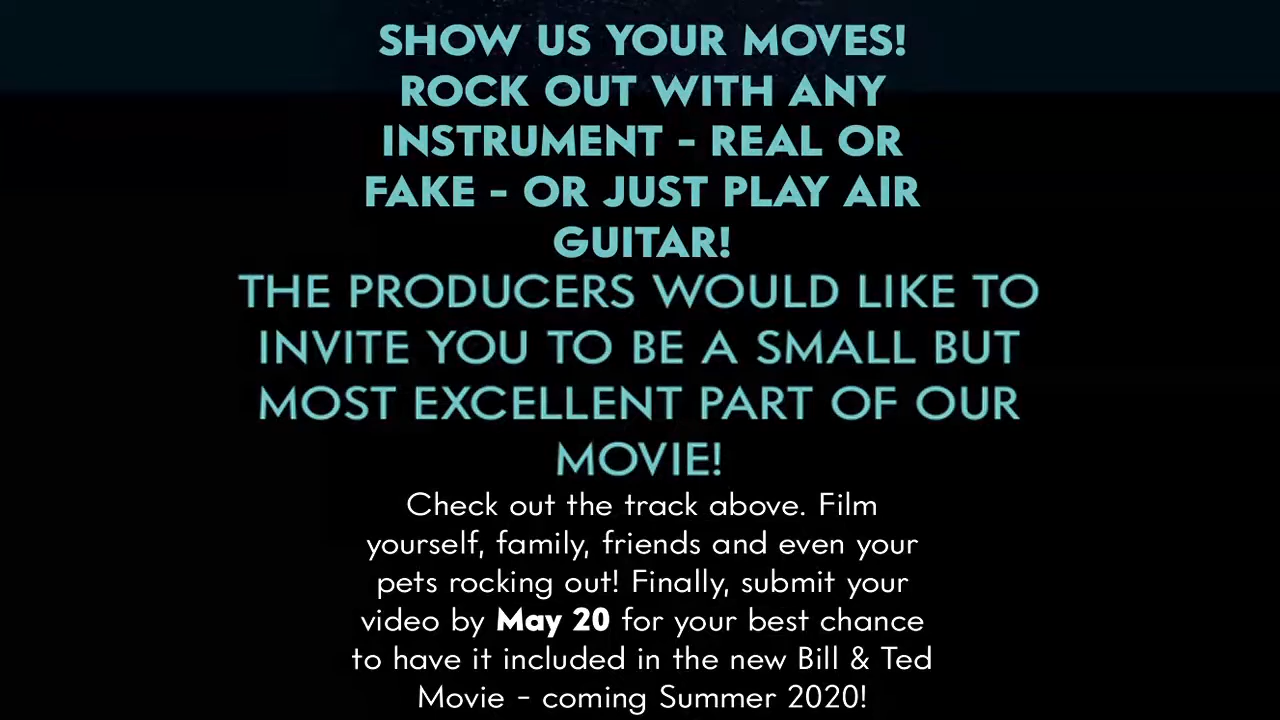 SHOW US YOUR MOVES!
ROCK OUT WITH ANY
INSTRUMENT - REAL OR
FAKE - OR JUST PLAY AIR
GUITAR!
THE PRODUCERS WOULD LIKE TO
INVITE YOU TO BE A SMALL BUT
MOST EXCELLENT PART OF OUR
MOVIE!
Check out the track above. Film
yourself, family, friends and even your
pets rocking out! Finally, submit your
video by May 20 for your best chance
to have it included in the new Bill & Ted
Movie - coming Summer 2020!